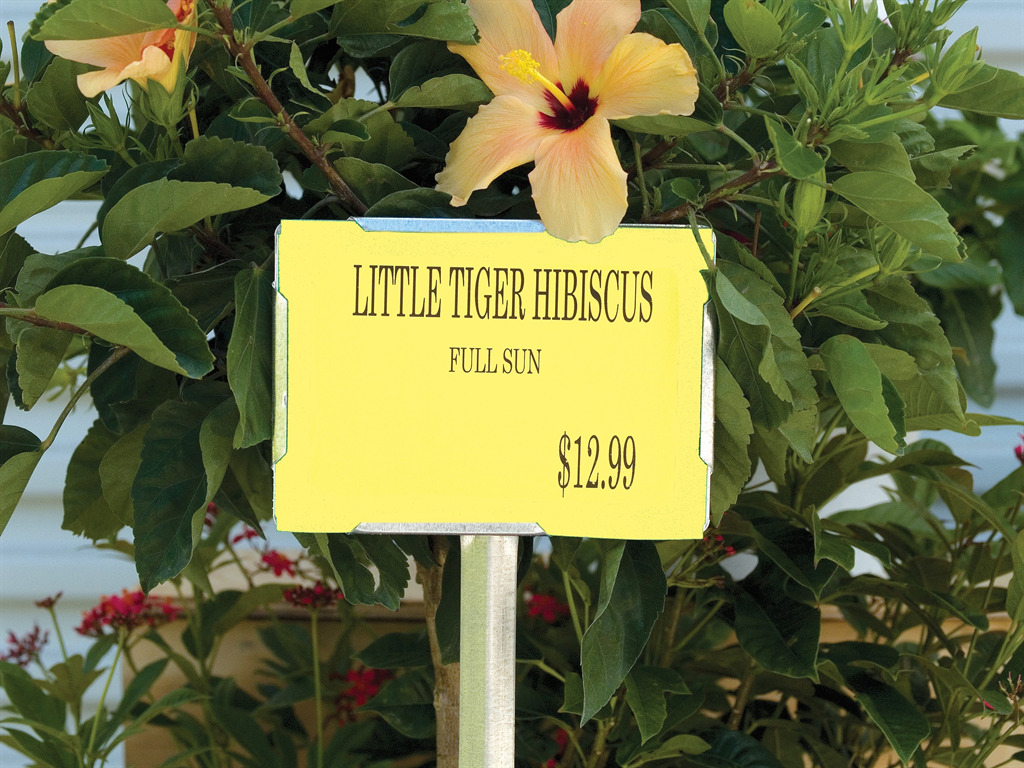 LITTLE TIGER HIBISCUS
FULL SUN
$12.99